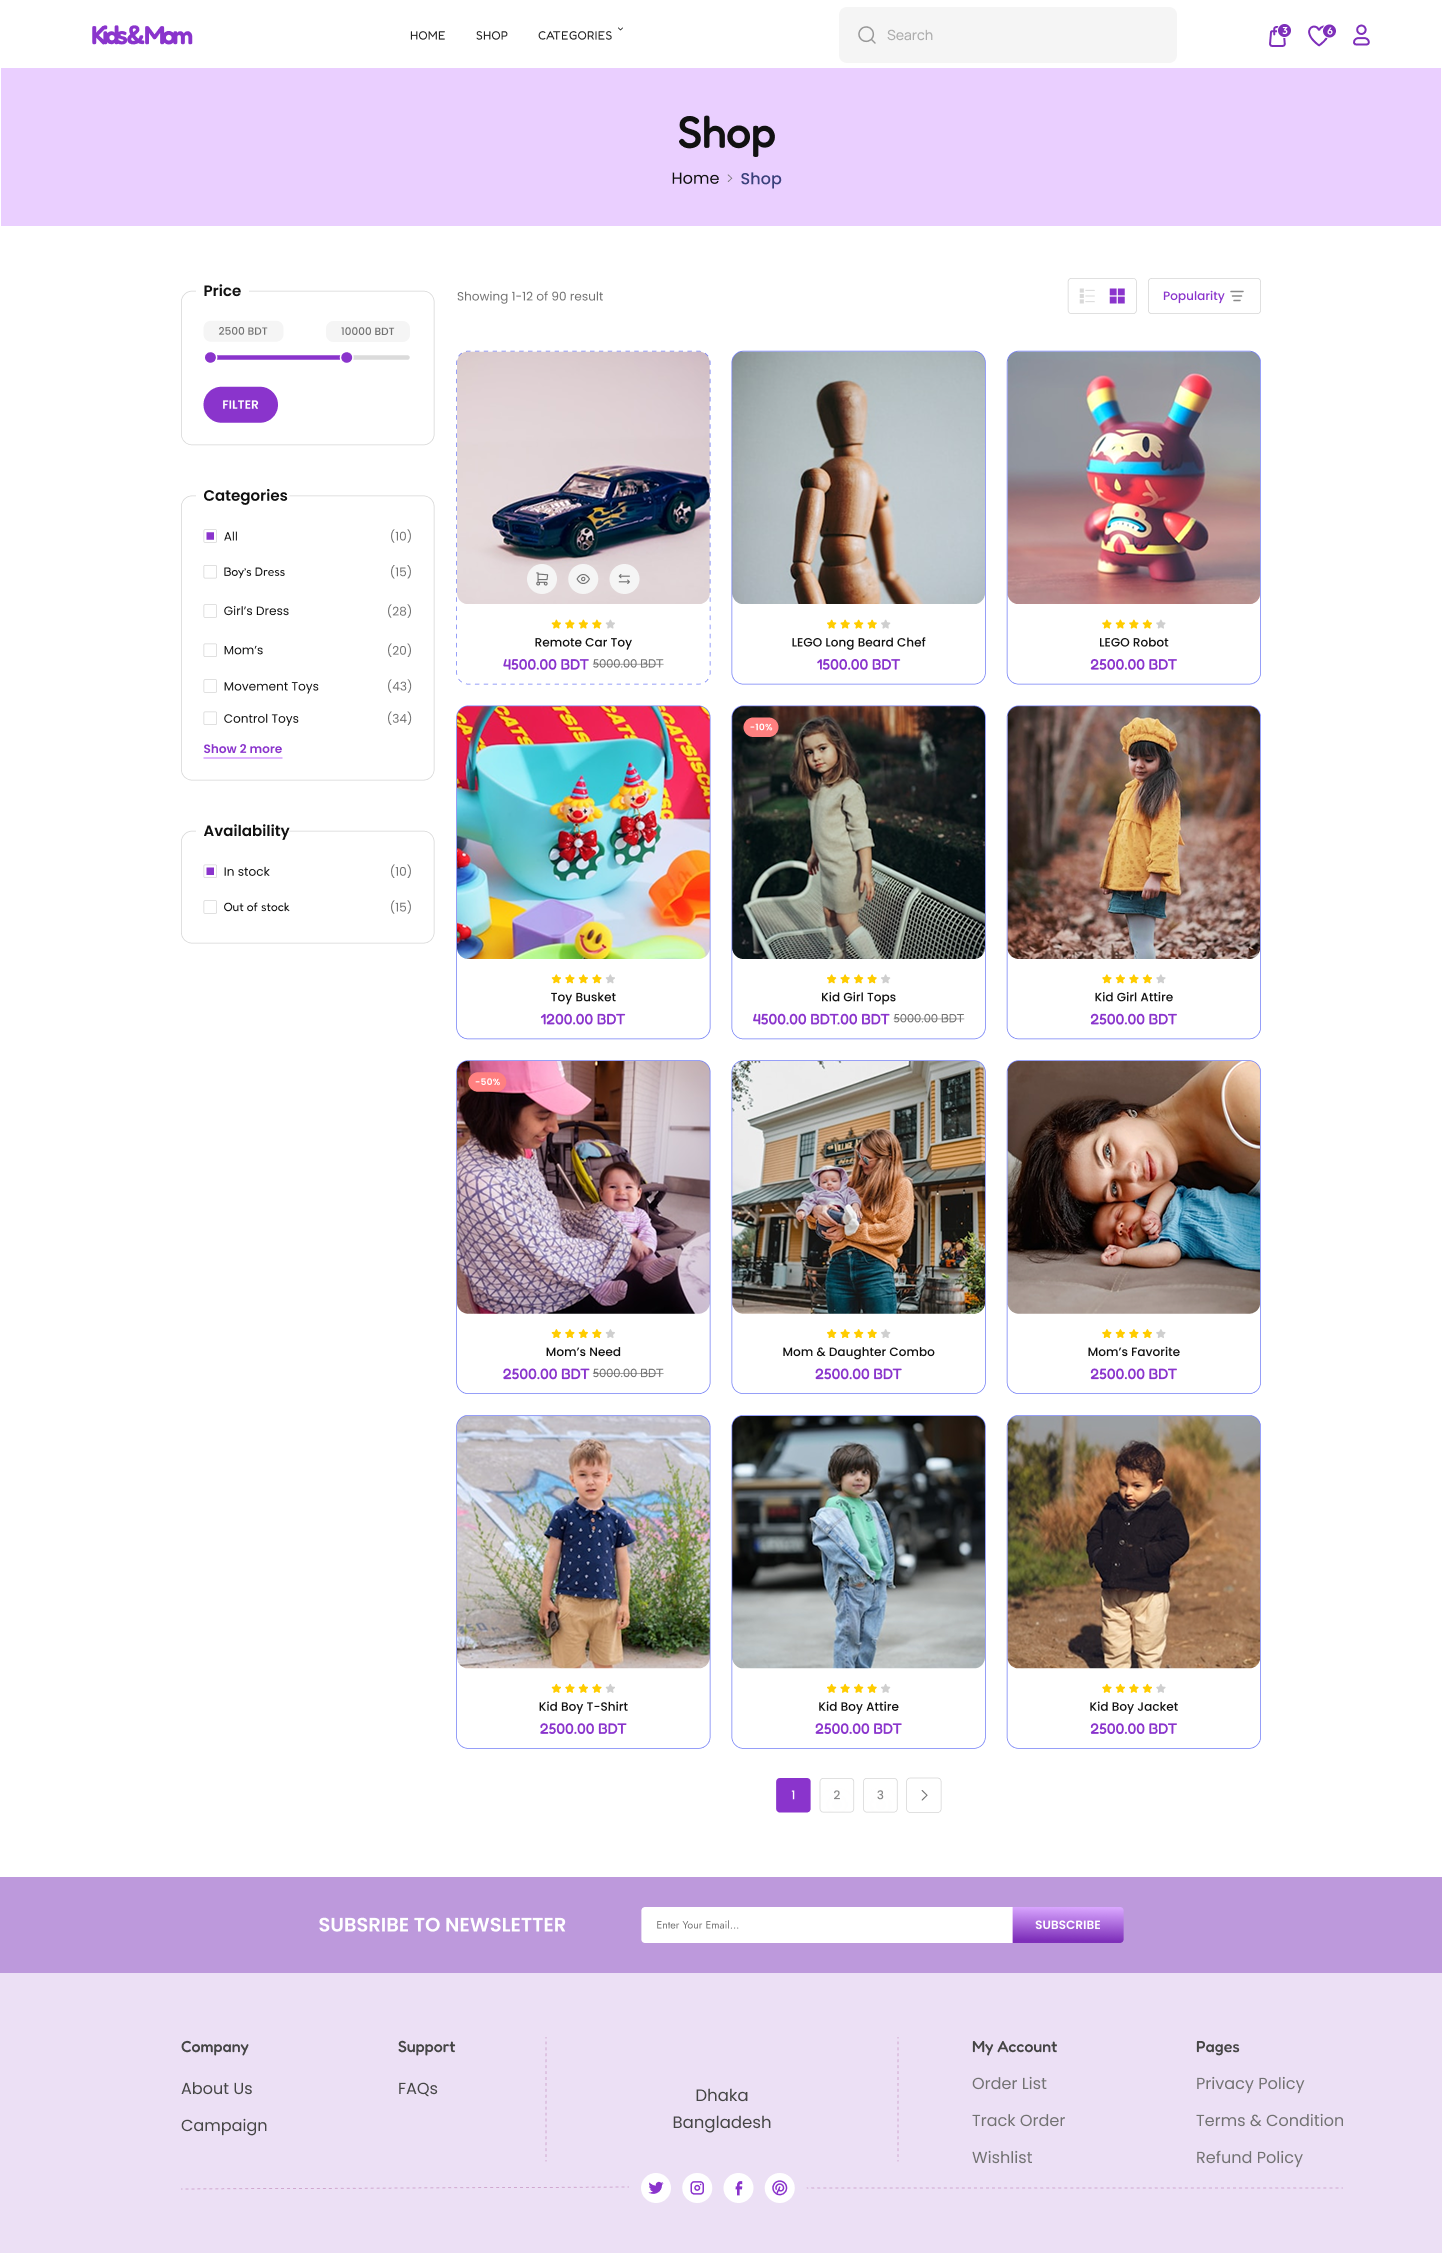 Kids&Mom
HOME
SHOP
CATEGORIES
Search
3
6
Shop
Home > Shop
Price
2500 BDT
10000 BDT
FILTER
Categories
All (10)
Boy's Dress (15)
Girl's Dress (28)
Mom's (20)
Movement Toys (43)
Control Toys (34)
Show 2 more
Availability
In stock (10)
Out of stock (15)
Showing 1-12 of 90 result
Popularity
Remote Car Toy
4500.00 BDT 5000.00 BDT
LEGO Long Beard Chef
1500.00 BDT
LEGO Robot
2500.00 BDT
Toy Busket
1200.00 BDT
-10%
Kid Girl Tops
4500.00 BDT.00 BDT 5000.00 BDT
Kid Girl Attire
2500.00 BDT
-50%
Mom's Need
2500.00 BDT 5000.00 BDT
VILLAGE
Mom & Daughter Combo
2500.00 BDT
Mom's Favorite
2500.00 BDT
Kid Boy T-Shirt
2500.00 BDT
Kid Boy Attire
2500.00 BDT
Kid Boy Jacket
2500.00 BDT
1
2
3
SUBSRIBE TO NEWSLETTER
Enter Your Email...
SUBSCRIBE
Company
About Us
Campaign
Support
FAQs
Dhaka
Bangladesh
My Account
Order List
Track Order
Wishlist
Pages
Privacy Policy
Terms & Condition
Refund Policy